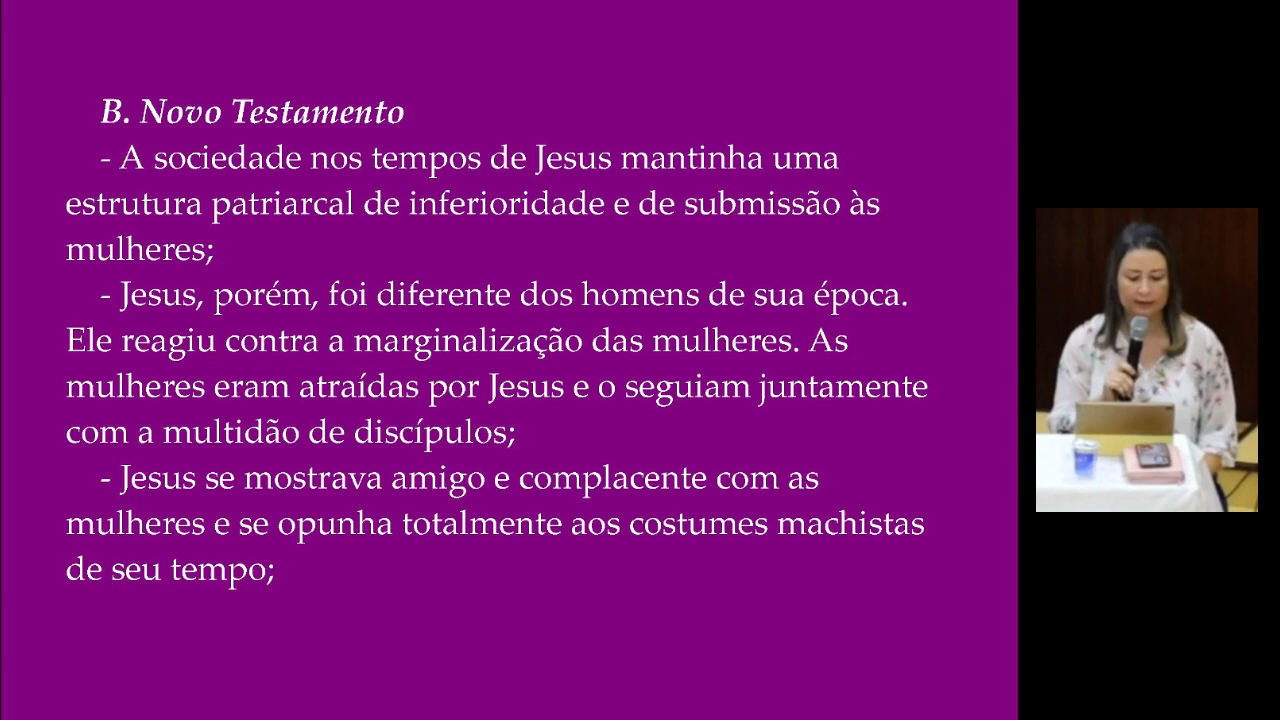 B. Novo Testamento
- A sociedade nos tempos de Jesus mantinha uma
estrutura patriarcal de inferioridade e de submissão às
mulheres;
- Jesus, porém, foi diferente dos homens de sua época.
Ele reagiu contra a marginalização das mulheres. As
mulheres eram atraídas por Jesus e o seguiam juntamente
com a multidão de discípulos;
- Jesus se mostrava amigo e complacente com as
mulheres e se opunha totalmente aos costumes machistas
de seu tempo;